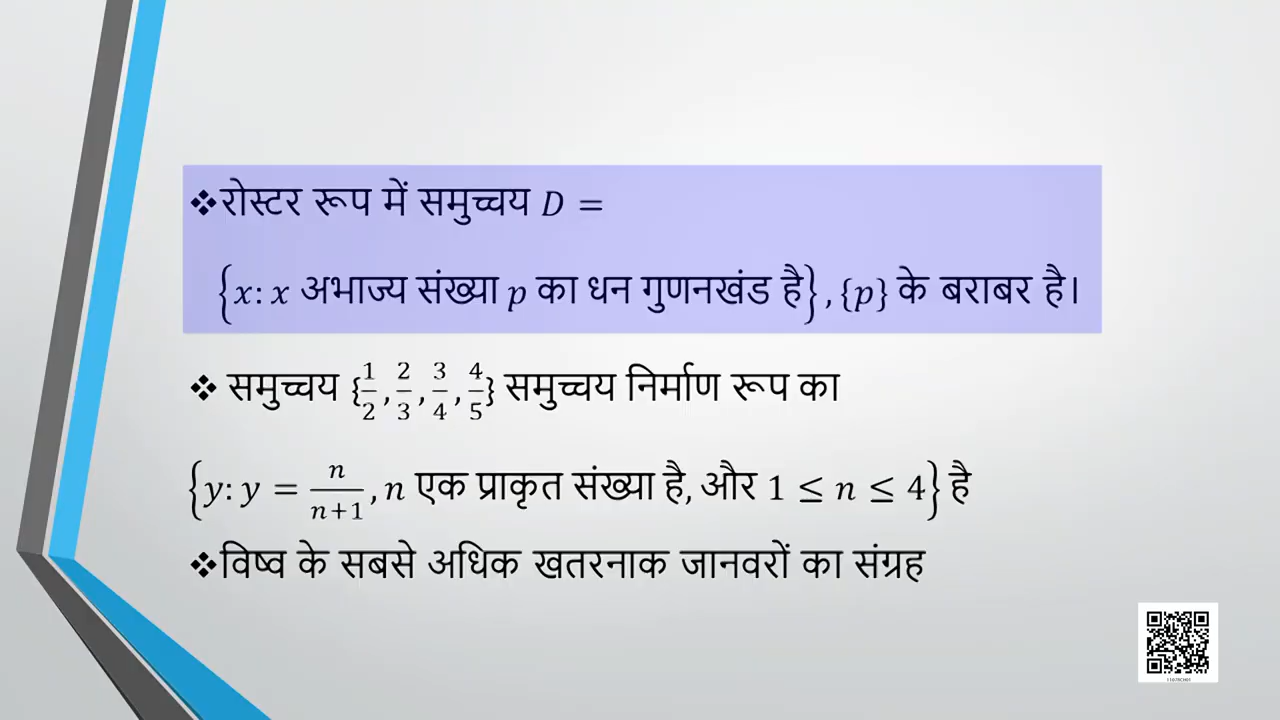 ❖रोस्टर रूप में समुच्चय D =
{x: x अभाज्य संख्या p का धन गुणनखंड है} , {p} के बराबर है।
❖ समुच्चय {1/2, 2/3, 3/4, 4/5} समुच्चय निर्माण रूप का
{y: y = n/(n+1), n एक प्राकृत संख्या है, और 1 ≤ n ≤ 4} है
❖विष्व के सबसे अधिक खतरनाक जानवरों का संग्रह